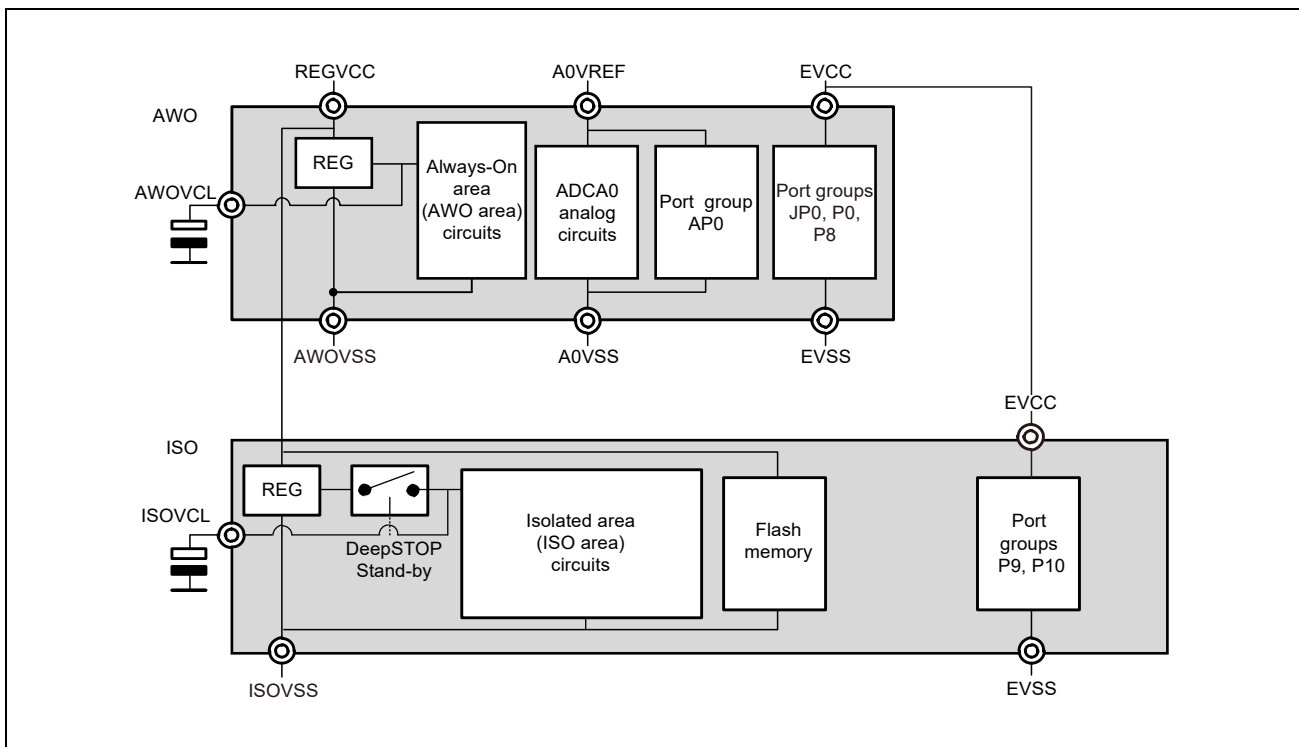 REGVCC
A0VREF
EVCC
AWO
REG
Always-On
area
(AWO area)
circuits
ADCA0
analog
circuits
Port group
AP0
Port groups
JP0, P0,
P8
AWOVCL
AWOVSS
A0VSS
EVSS
EVCC
ISO
REG
ISOVCL
DeepSTOP
Stand-by
Isolated area
(ISO area)
circuits
Flash
memory
Port
groups
P9, P10
ISOVSS
EVSS